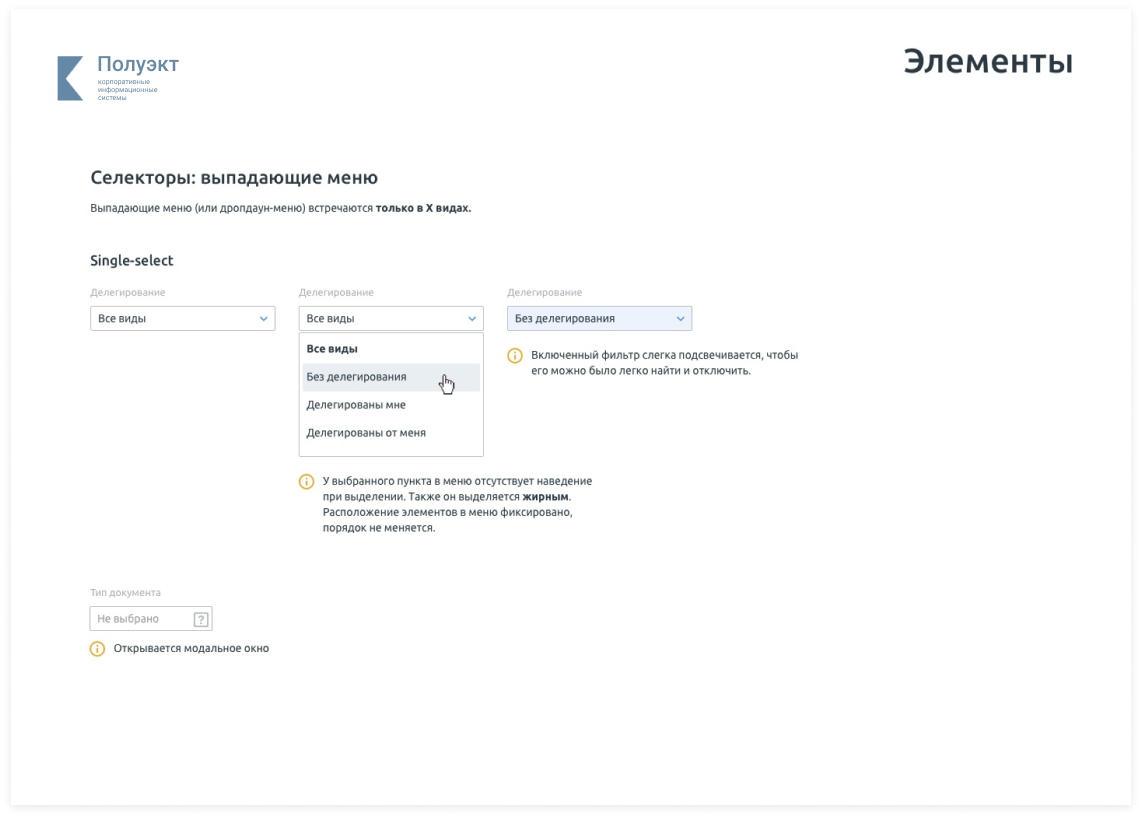 Полуэкт
корпоративные
информационные
системы
Элементы
Селекторы: выпадающие меню
Выпадающие меню (или дропдаун-меню) встречаются только в X видах.
Single-select
Делегирование
Все виды
Делегирование
Все виды
Все виды
Без делегирования
Делегированы мне
Делегированы от меня
У выбранного пункта в меню отсутствует наведение
при выделении. Также он выделяется жирным.
Расположение элементов в меню фиксировано,
порядок не меняется.
Делегирование
Без делегирования
Включенный фильтр слегка подсвечивается, чтобы
его можно было легко найти и отключить.
Тип документа
Не выбрано ?
Открывается модальное окно